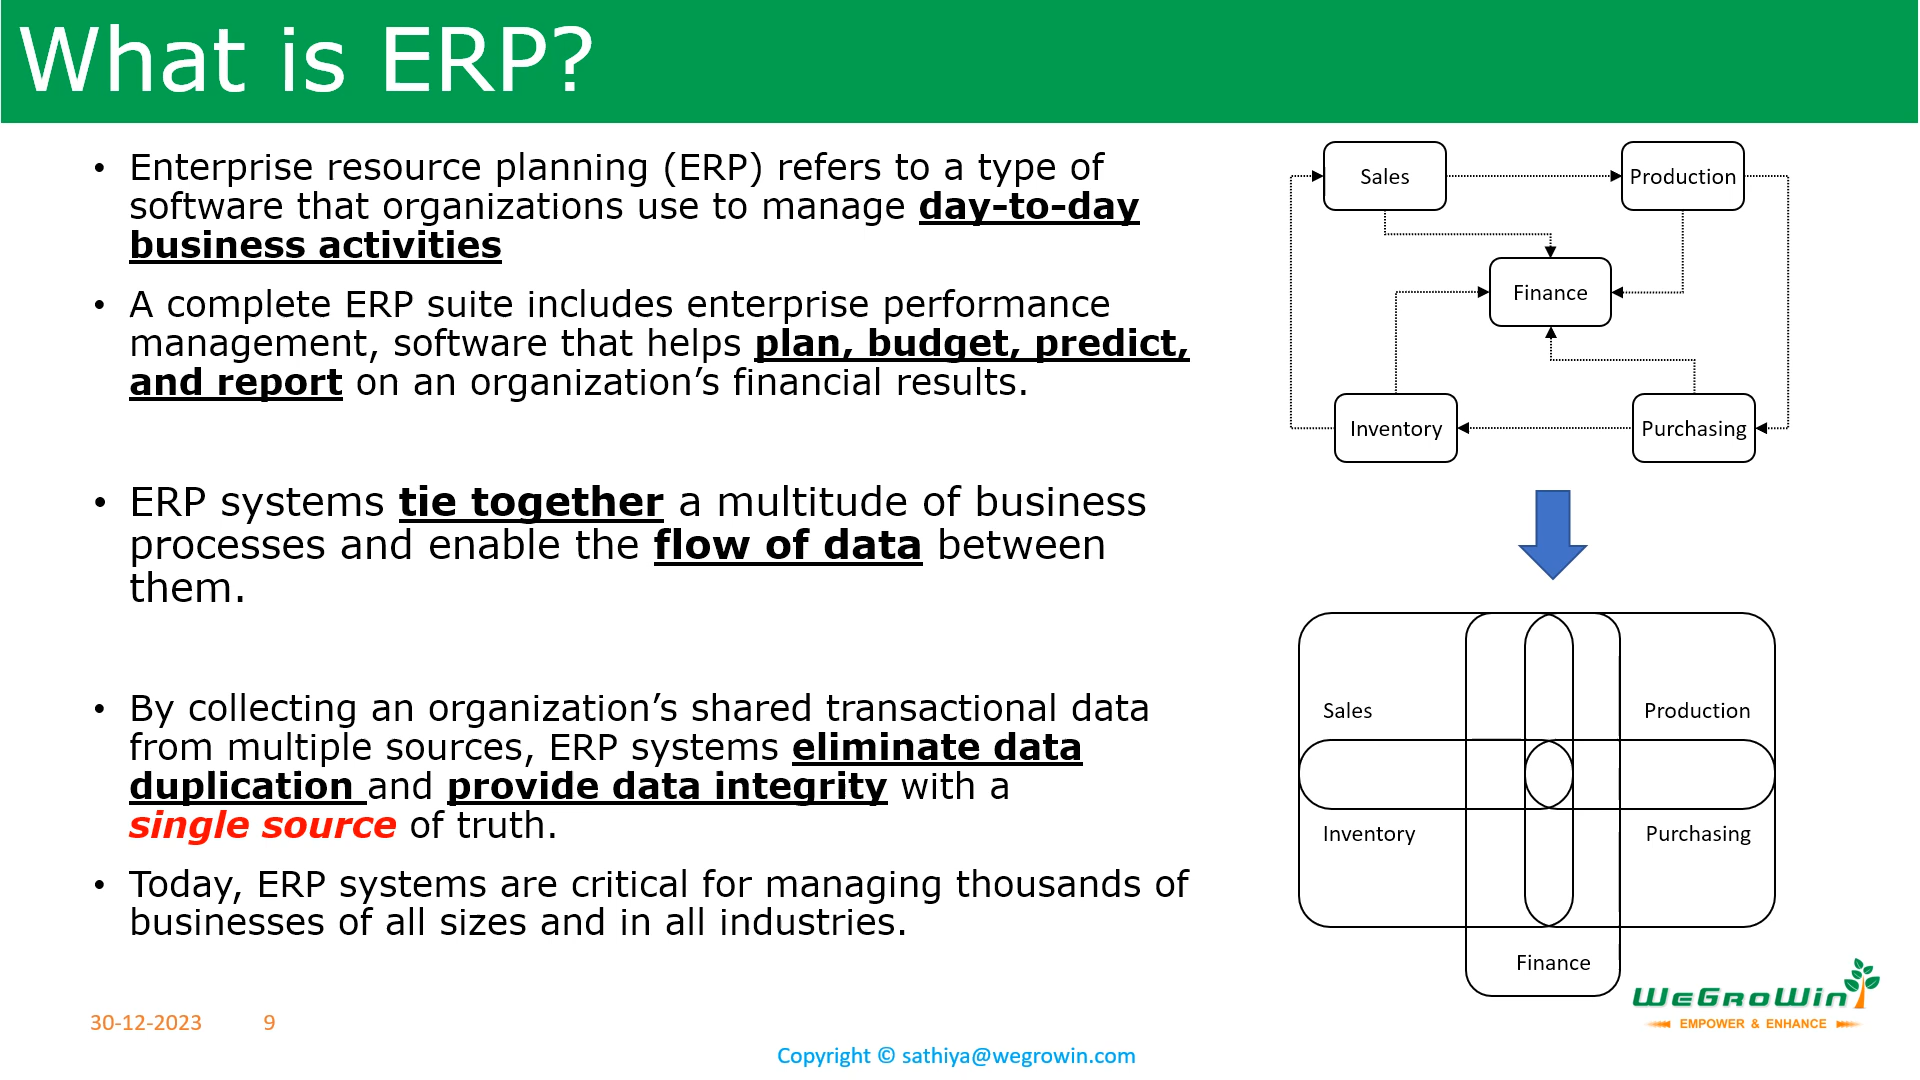 What is ERP?
• Enterprise resource planning (ERP) refers to a type of
software that organizations use to manage day-to-day
business activities
• A complete ERP suite includes enterprise performance
management, software that helps plan, budget, predict,
and report on an organization’s financial results.
• ERP systems tie together a multitude of business
processes and enable the flow of data between
them.
• By collecting an organization’s shared transactional data
from multiple sources, ERP systems eliminate data
duplication and provide data integrity with a
single source of truth.
• Today, ERP systems are critical for managing thousands of
businesses of all sizes and in all industries.
Sales
Production
Finance
Inventory
Purchasing
Sales
Production
Inventory
Purchasing
Finance
WeGroWin
EMPOWER & ENHANCE
30-12-2023
9
Copyright © sathiya@wegrowin.com